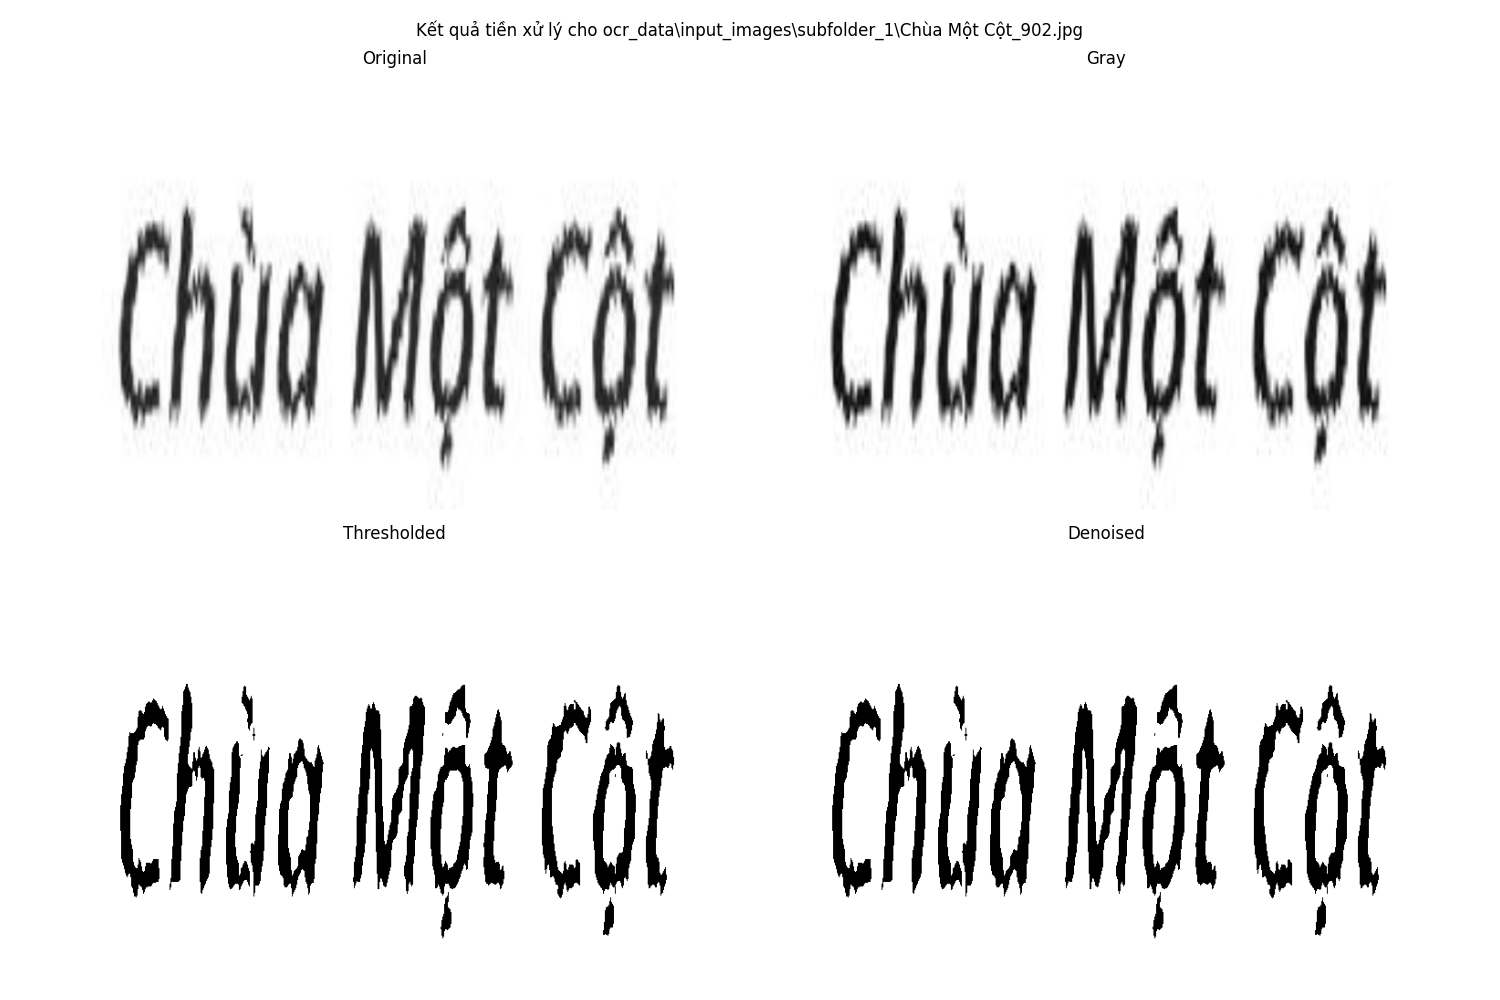 Kết quả tiền xử lý cho ocr_data\input_images\subfolder_1\Chùa Một Cột_902.jpg
Original
Gray
Chùa Một Cột
Chùa Một Cột
Thresholded
Denoised
Chùa Một Cột
Chùa Một Cột